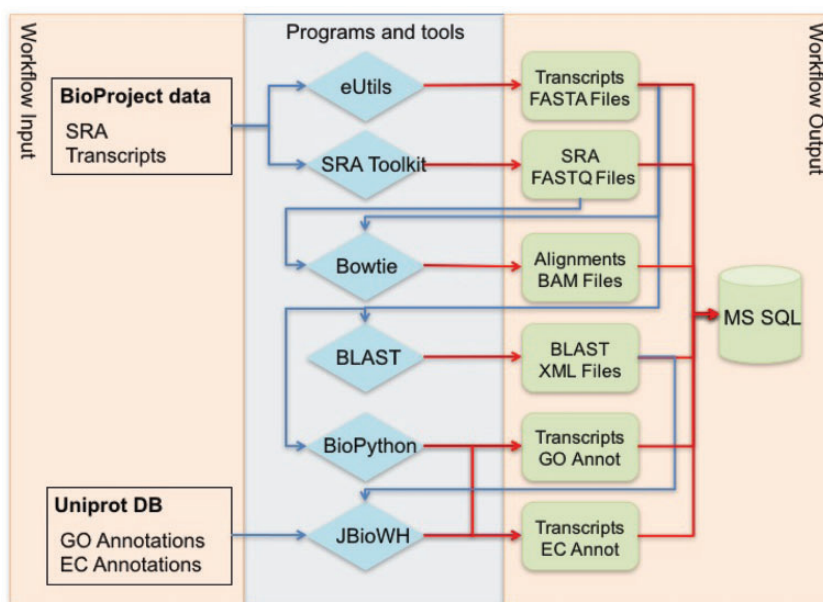 Workflow Input
Programs and tools
Workflow Output
BioProject data
SRA
Transcripts
eUtils
Transcripts
FASTA Files
SRA Toolkit
SRA
FASTQ Files
Bowtie
Alignments
BAM Files
MS SQL
BLAST
BLAST
XML Files
BioPython
Transcripts
GO Annot
Uniprot DB
GO Annotations
EC Annotations
JBioWH
Transcripts
EC Annot